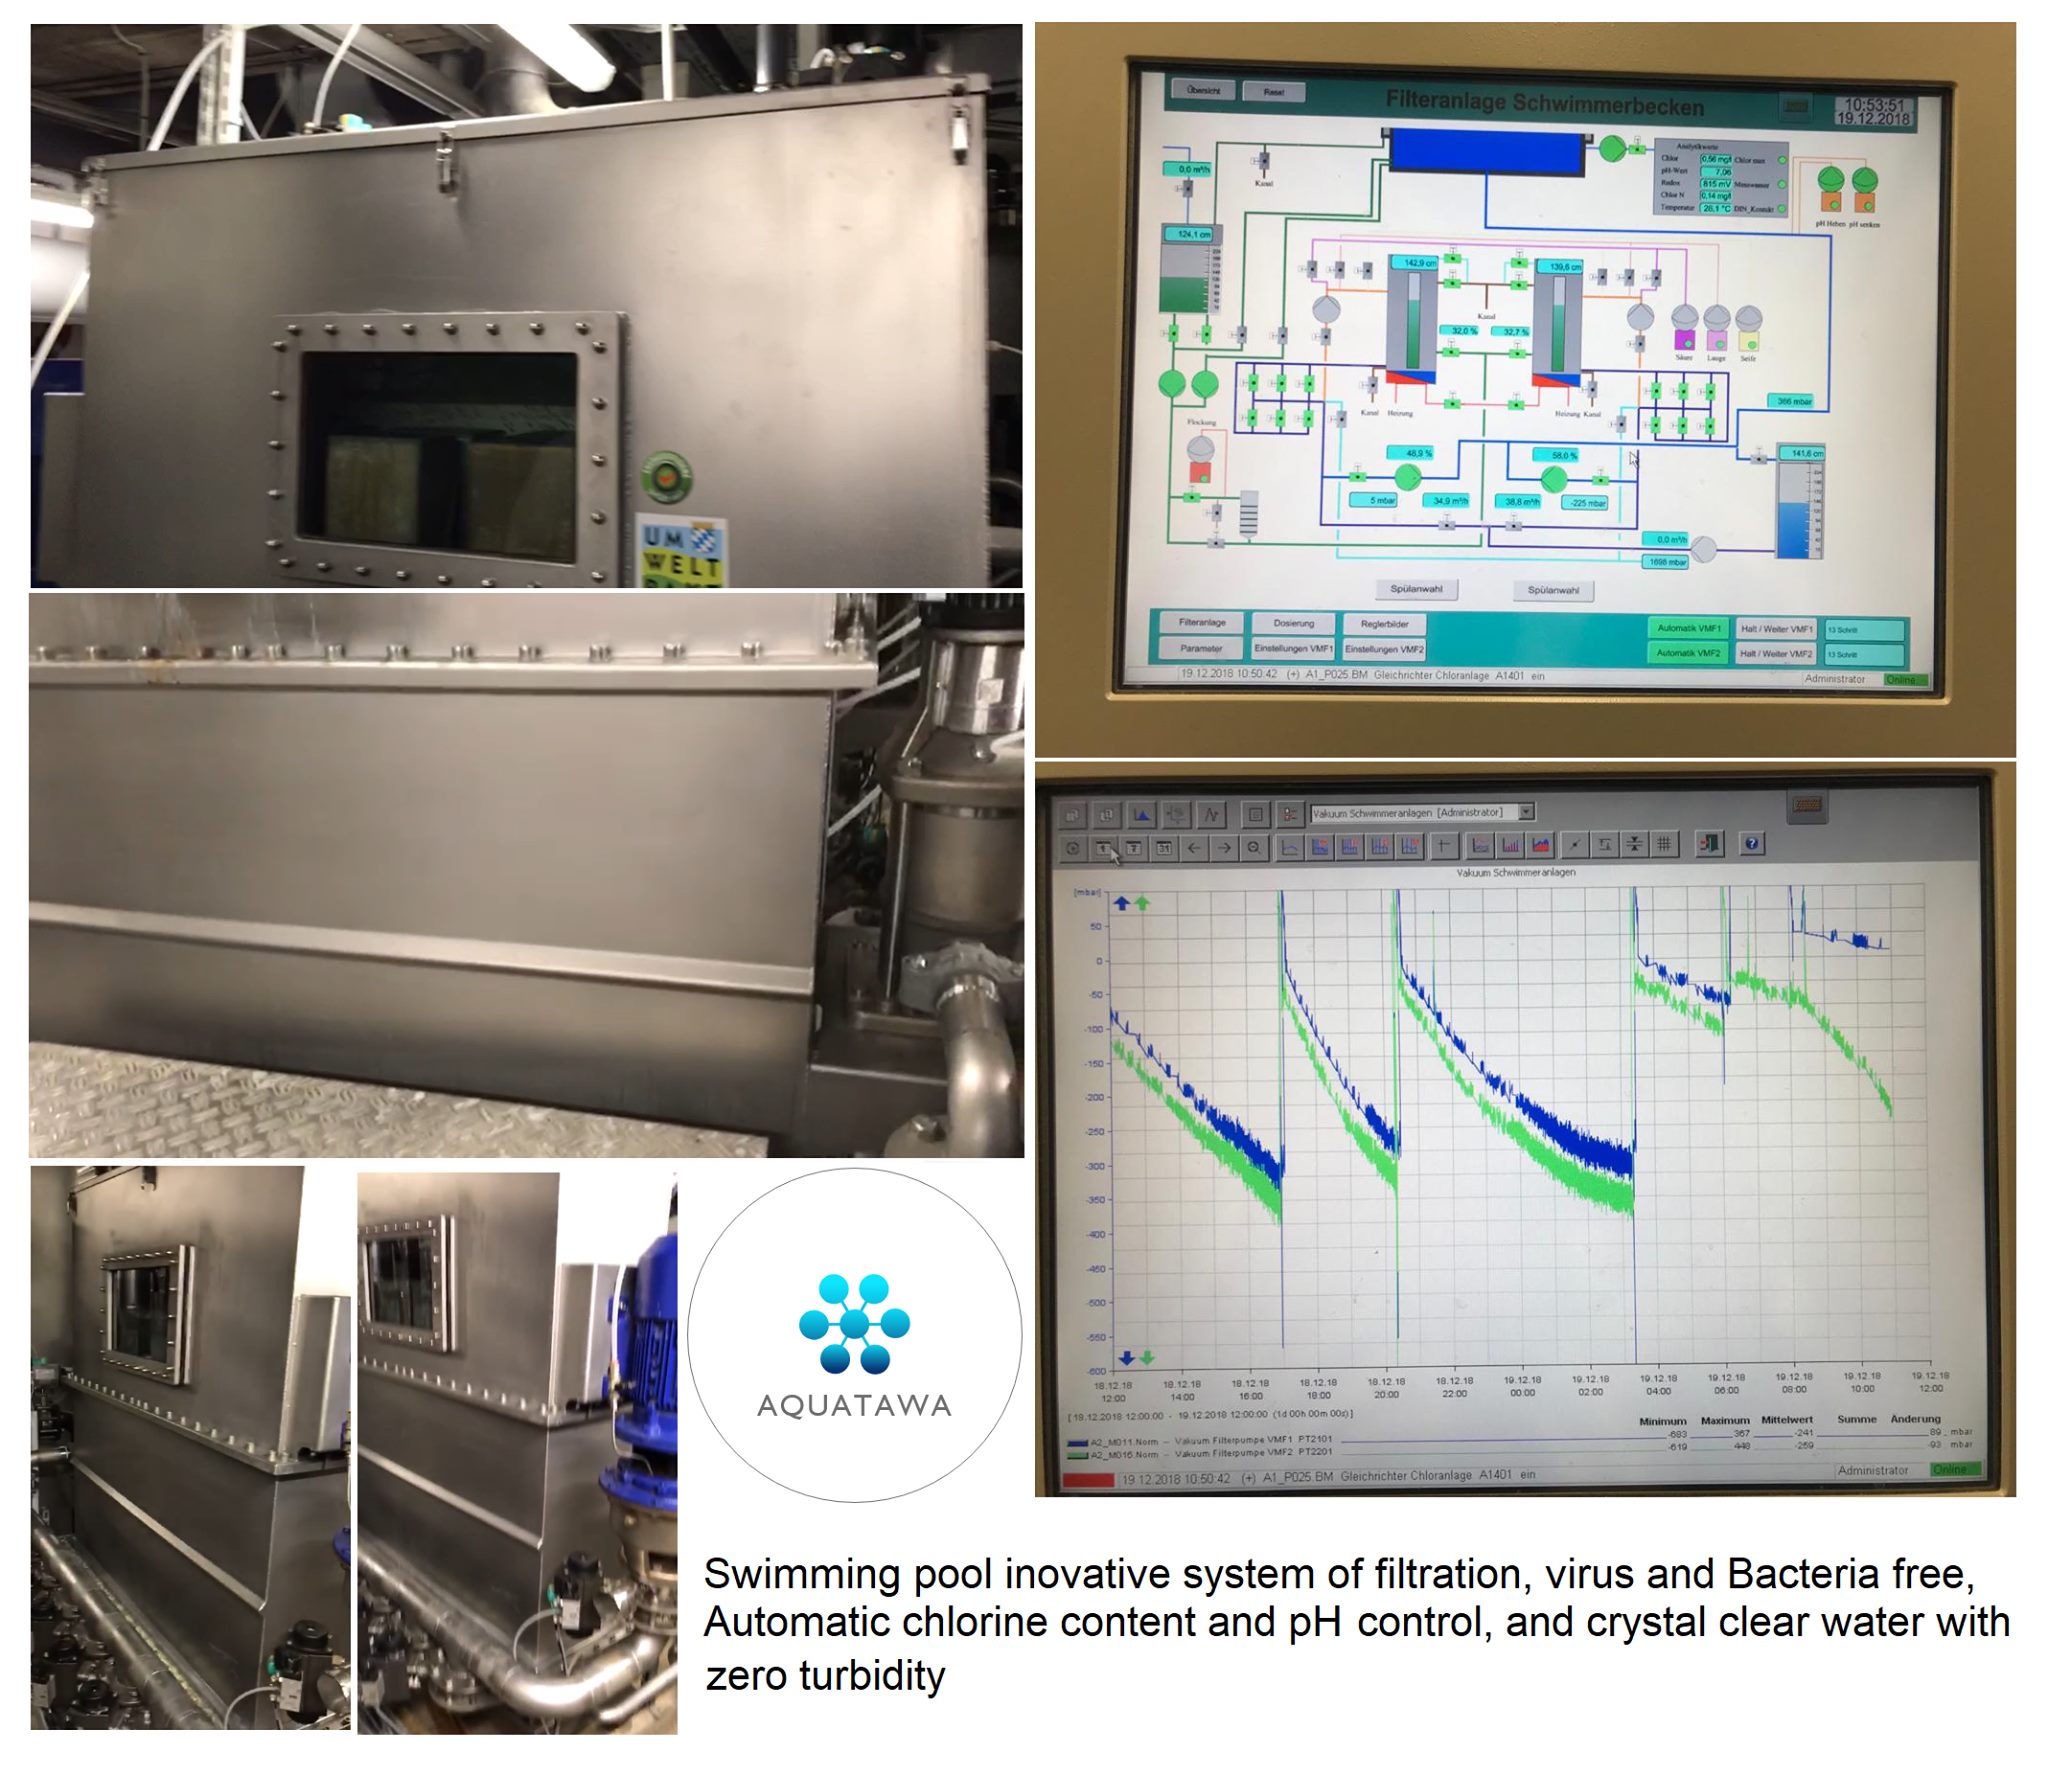 UM
WELT
Übersicht
Reset
Filteranlage Schwimmerbecken
10:53:51
19.12.2018
0,0 m³/h
Kanal
Analytikwerte
Chlor 0,56 mg/l Chlor max
pH-Wert 7,06
Redox 815 mV Messwasser
Chlor N 0,14 mg/l
Temperatur 28,1 °C DIN_Kontakt
pH Heben pH senken
124,1 cm
142,9 cm
139,6 cm
Kanal
32,0 %
32,7 %
Säure Lauge Seife
Kanal Heizung
Heizung Kanal
366 mbar
Flockung
48,9 %
58,0 %
141,6 cm
5 mbar
34,9 m³/h
38,8 m³/h
-225 mbar
0,0 m³/h
1698 mbar
Spülanwahl
Spülanwahl
Filteranlage Dosierung Reglerbilder
Automatik VMF1 Halt / Weiter VMF1 13 Schritt
Parameter Einstellungen VMF1 Einstellungen VMF2
Automatik VMF2 Halt / Weiter VMF2 13 Schritt
19.12.2018 10:50:42 (+) A1_P025.BM Gleichrichter Chloranlage A1401 ein
Administrator Online
Vakuum Schwimmeranlagen [Administrator]
1 7 31
Vakuum Schwimmeranlagen
[mbar]
50
0
-50
-100
-150
-200
-250
-300
-350
-400
-450
-500
-550
-600
18.12.18 18.12.18 18.12.18 18.12.18 18.12.18 18.12.18 19.12.18 19.12.18 19.12.18 19.12.18 19.12.18 19.12.18 19.12.18
12:00 14:00 16:00 18:00 20:00 22:00 00:00 02:00 04:00 06:00 08:00 10:00 12:00
[ 18.12.2018 12:00:00 - 19.12.2018 12:00:00 (1d 00h 00m 00s)]
Minimum Maximum Mittelwert Summe Änderung
A2_M011.Norm – Vakuum Filterpumpe VMF1 PT2101 -683 367 -241 89 mbar
A2_M016.Norm – Vakuum Filterpumpe VMF2 PT2201 -619 448 -259 -93 mbar
19.12.2018 10:50:42 (+) A1_P025.BM Gleichrichter Chloranlage A1401 ein
Administrator Online
AQUATAWA
Swimming pool inovative system of filtration, virus and Bacteria free,
Automatic chlorine content and pH control, and crystal clear water with
zero turbidity